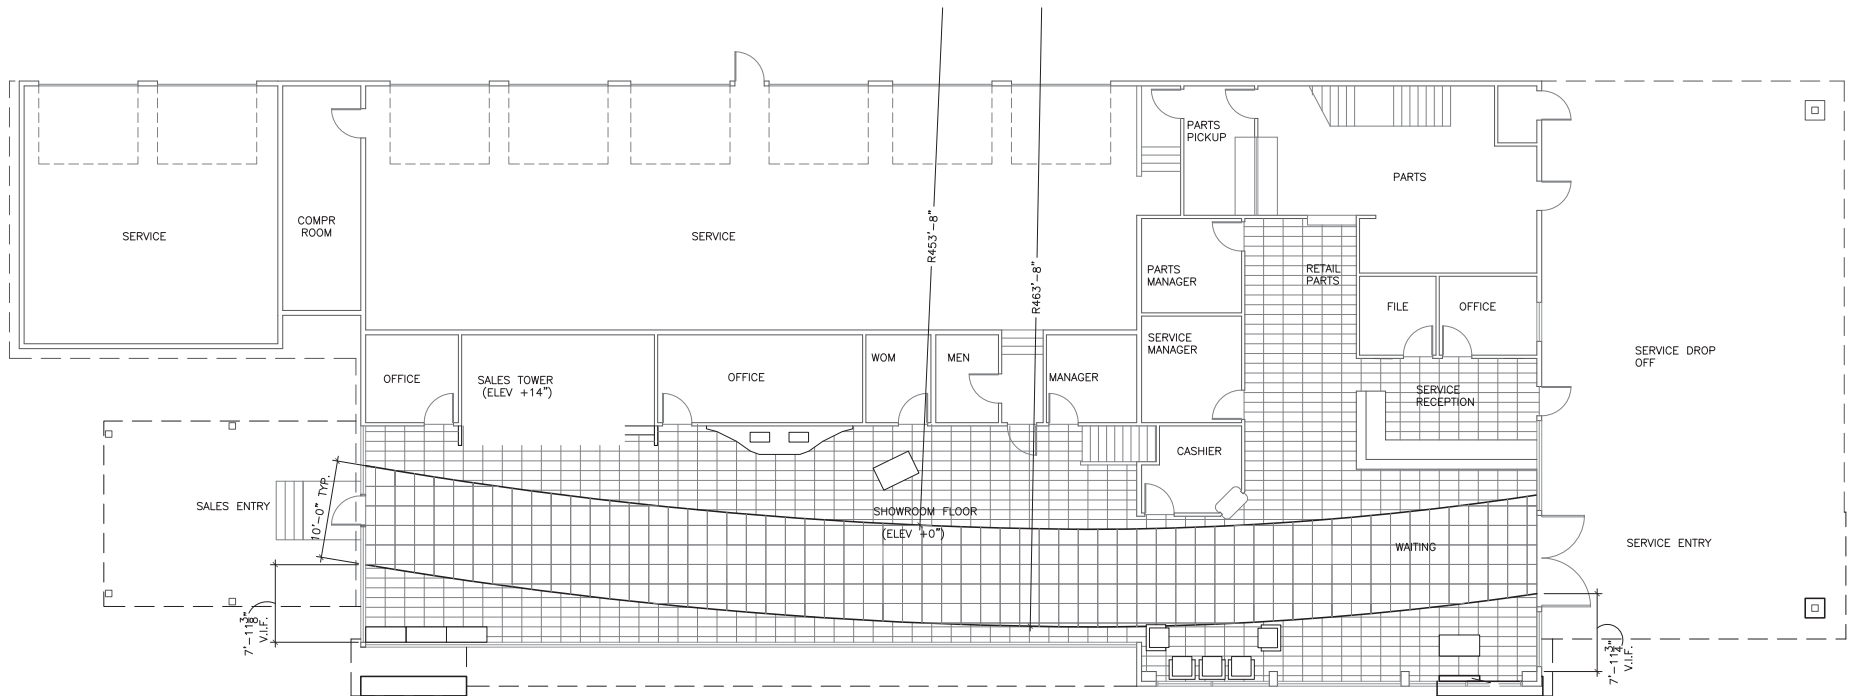 PARTS
PICKUP
PARTS
COMPR
ROOM
SERVICE
SERVICE
R453'-8"
R463'-8"
PARTS
MANAGER
RETAIL
PARTS
FILE
OFFICE
SERVICE
MANAGER
SERVICE DROP
OFF
WOM
MEN
OFFICE
SALES TOWER
(ELEV +14")
OFFICE
MANAGER
SERVICE
RECEPTION
CASHIER
SALES ENTRY
10'-0" TYP.
SHOWROOM FLOOR
(ELEV +0")
WAITING
SERVICE ENTRY
V.I.F.
V.I.F.